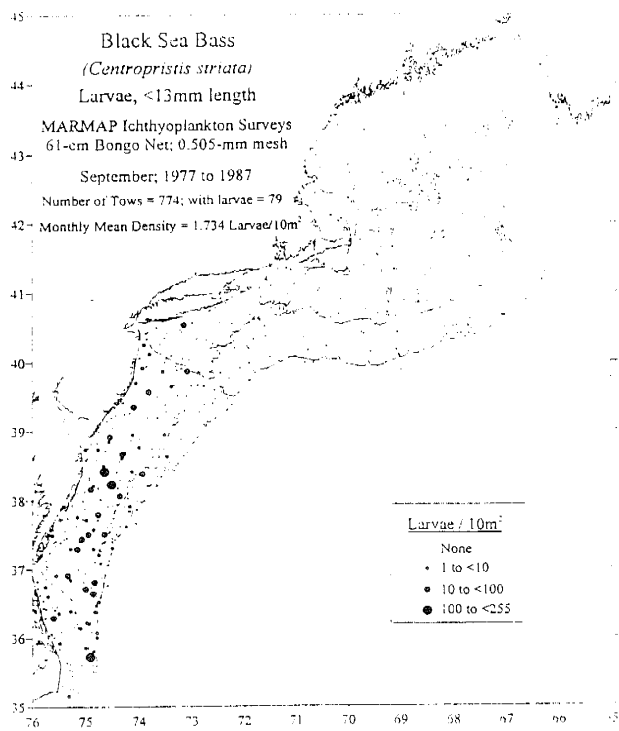 Black Sea Bass
(Centropristis striata)
Larvae, <13mm length
MARMAP Ichthyoplankton Surveys
61-cm Bongo Net; 0.505-mm mesh
September; 1977 to 1987
Number of Tows = 774; with larvae = 79
Monthly Mean Density = 1.734 Larvae/10m²
45
44
43
42
41
40
39
38
37
36
35
Larvae / 10m²
None
1 to <10
10 to <100
100 to <255
76 75 74 73 72 71 70 69 68 67 66